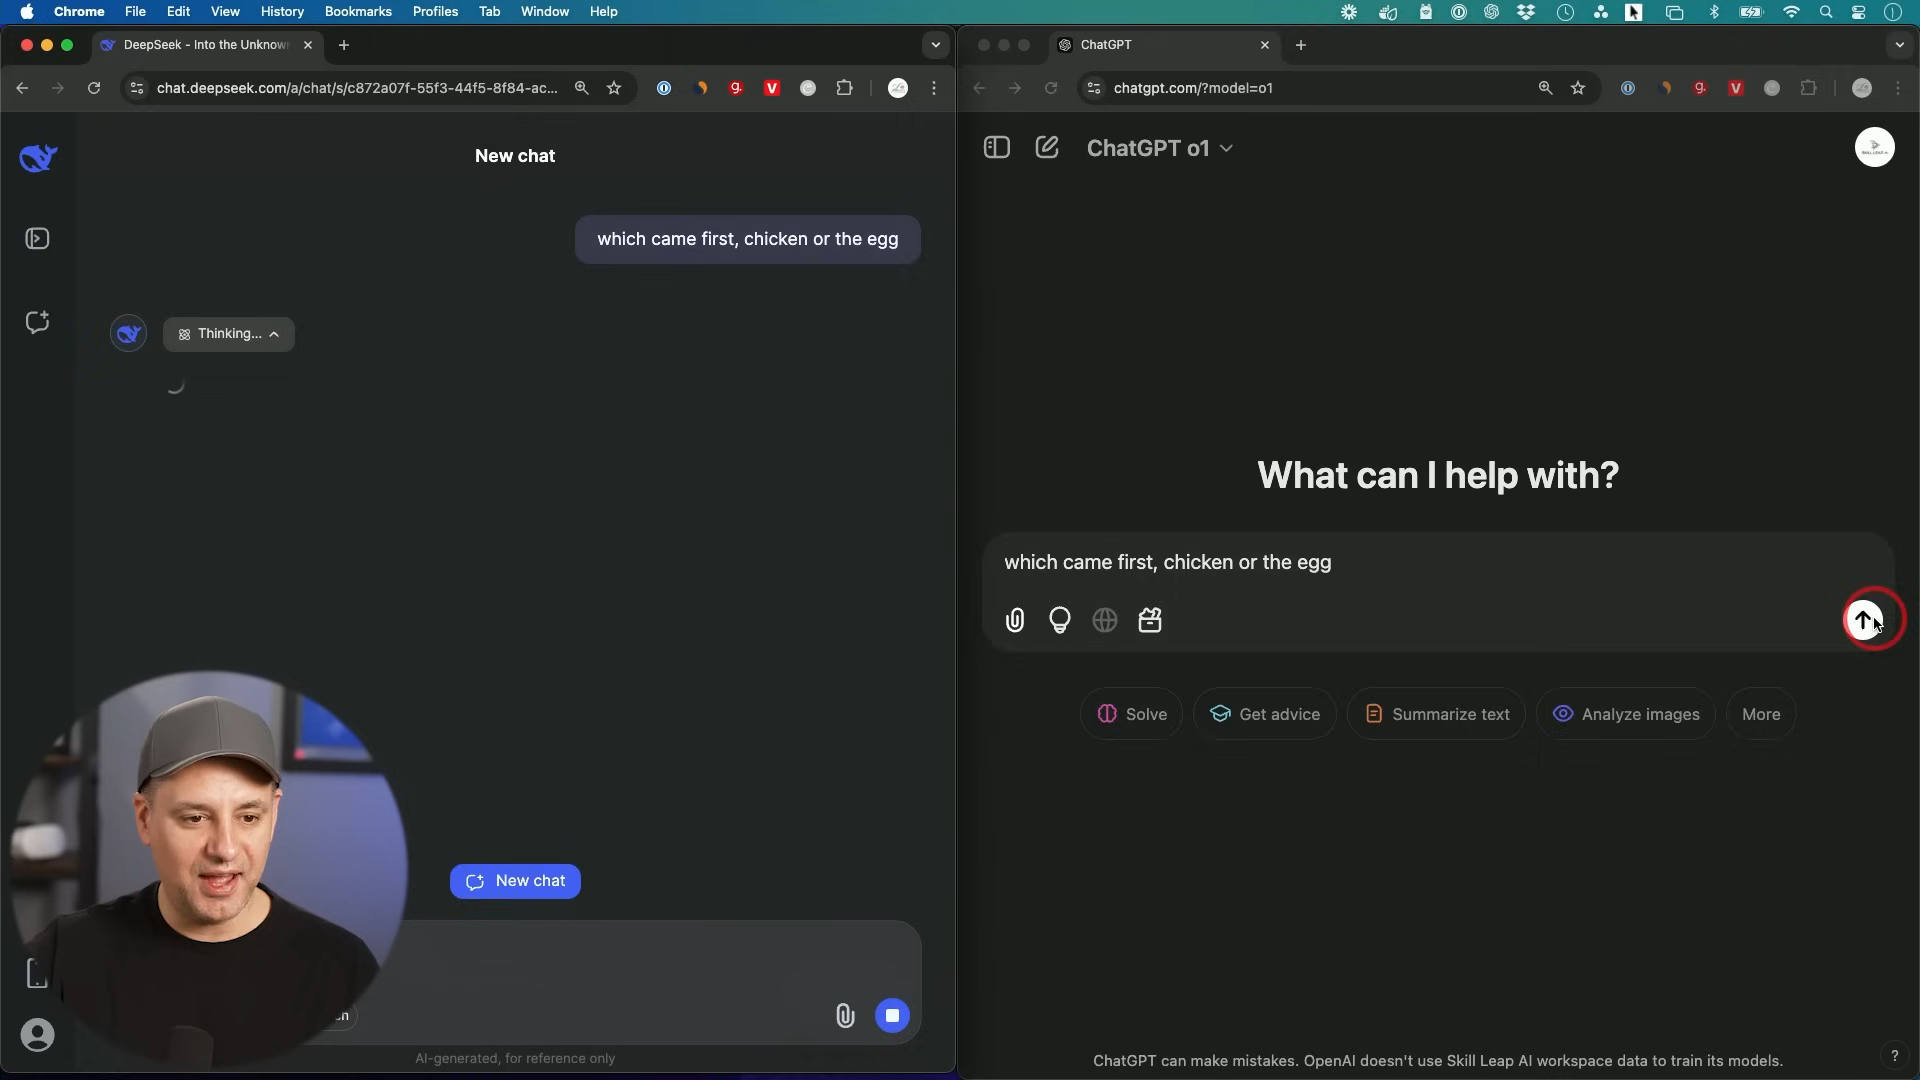 Chrome File Edit View History Bookmarks Profiles Tab Window Help
DeepSeek - Into the Unknow
chat.deepseek.com/a/chat/s/c872a07f-55f3-44f5-8f84-ac...
New chat
which came first, chicken or the egg
Thinking...
New chat
AI-generated, for reference only
ChatGPT
chatgpt.com/?model=o1
ChatGPT o1
What can I help with?
which came first, chicken or the egg
Solve
Get advice
Summarize text
Analyze images
More
ChatGPT can make mistakes. OpenAI doesn't use Skill Leap AI workspace data to train its models.
?